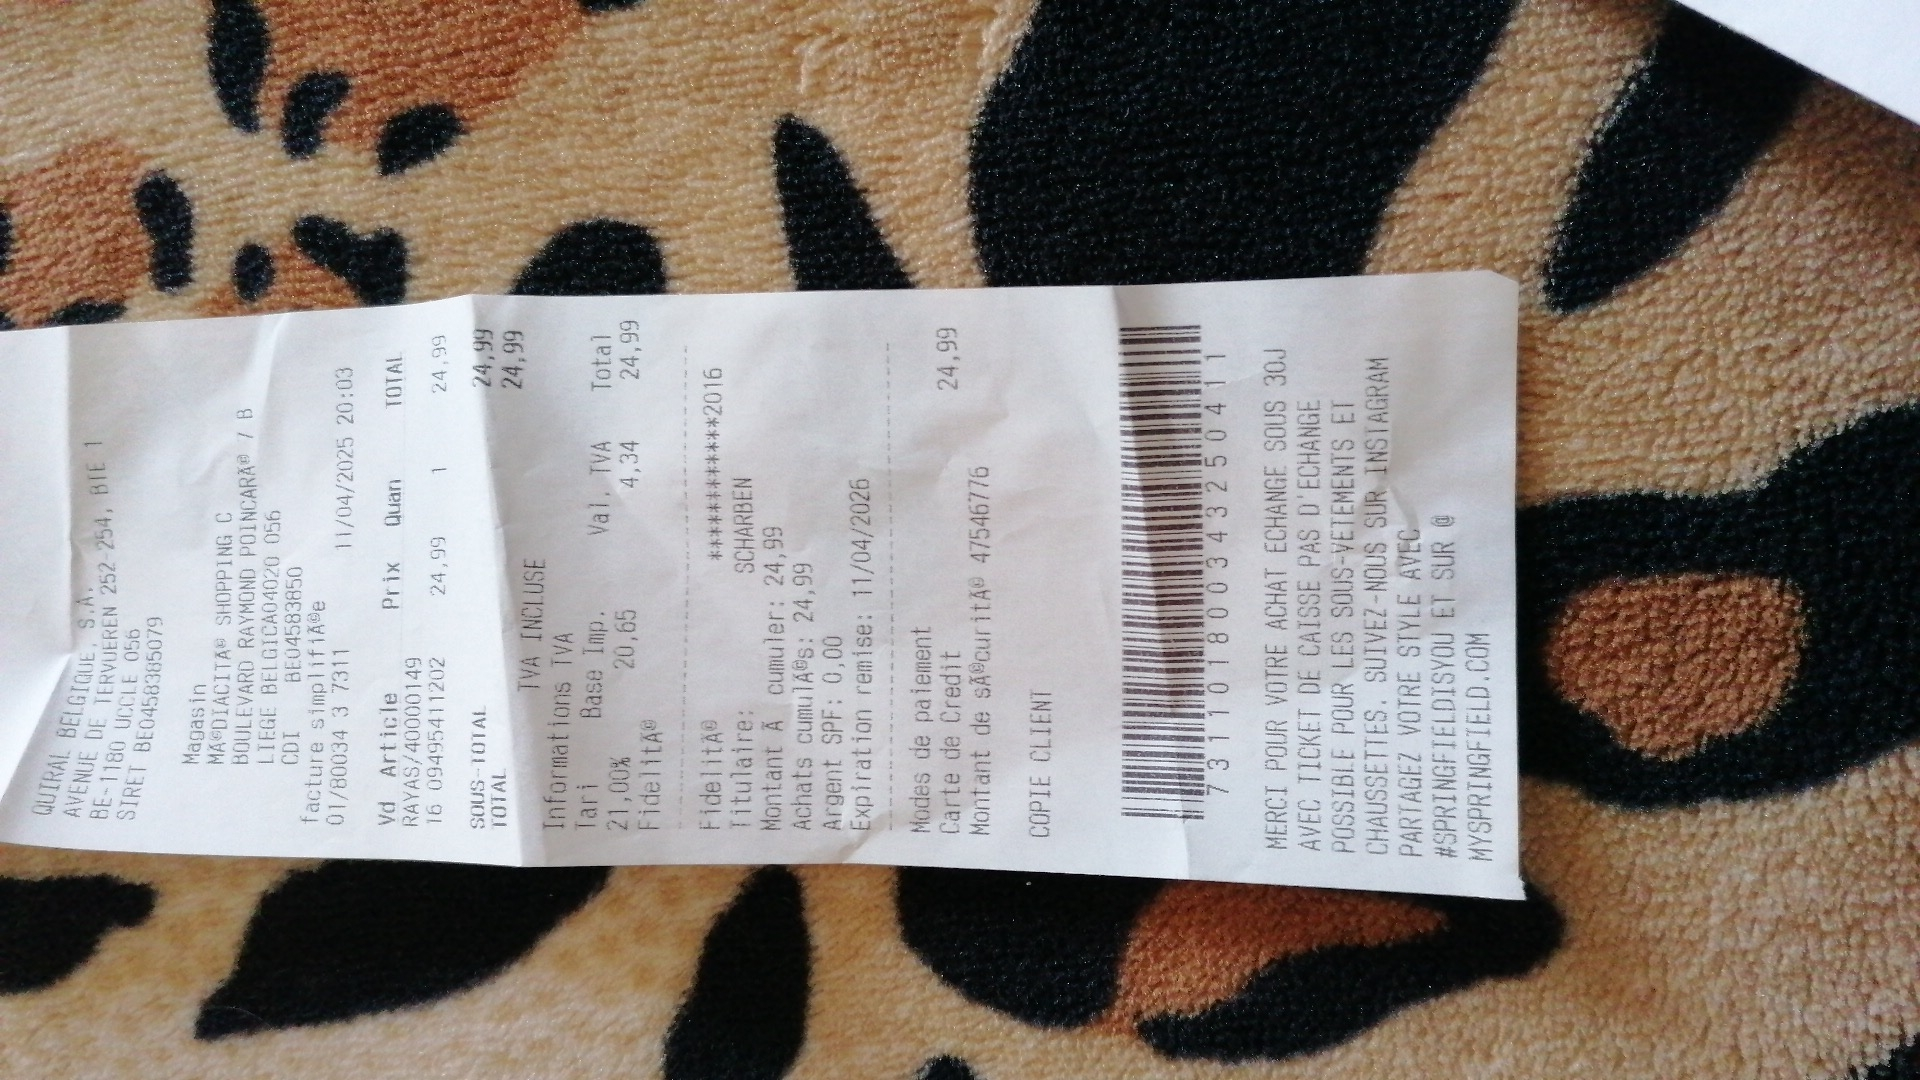 QUIRAL BELGIQUE, S.A.
AVENUE DE TERVUEREN 252-254, BTE 1
BE-1180 UCCLE 056
SIRET BE0458385079
Magasin
MÃ©DIACITÃ© SHOPPING C
BOULEVARD RAYMOND POINCARÃ© 7 B
LIEGE BELGICA04020 056
CDI BE04583850
facture simplifiÃ©e
01/80034 3 7311 11/04/2025 20:03
Vd Article Prix Quan TOTAL
RAYAS/40000149
16 09495411202 24,99 1 24,99
SOUS-TOTAL 24,99
TOTAL 24,99
TVA INCLUSE
Informations TVA
Tari Base Imp. Val. TVA Total
21,00% 20,65 4,34 24,99
FidelitÃ©
FidelitÃ© ************2016
Titulaire: SCHARBEN
Montant Ã cumuler: 24,99
Achats cumulÃ©s: 24,99
Argent SPF: 0,00
Expiration remise: 11/04/2026
Modes de paiement
Carte de Credit 24,99
Montant de sÃ©curitÃ© 47546776
COPIE CLIENT
731101800343250411
MERCI POUR VOTRE ACHAT ECHANGE SOUS 30J
AVEC TICKET DE CAISSE PAS D'ECHANGE
POSSIBLE POUR LES SOUS-VETEMENTS ET
CHAUSSETTES. SUIVEZ-NOUS SUR INSTAGRAM
PARTAGEZ VOTRE STYLE AVEC
#SPRINGFIELDISYOU ET SUR @
MYSPRINGFIELD.COM